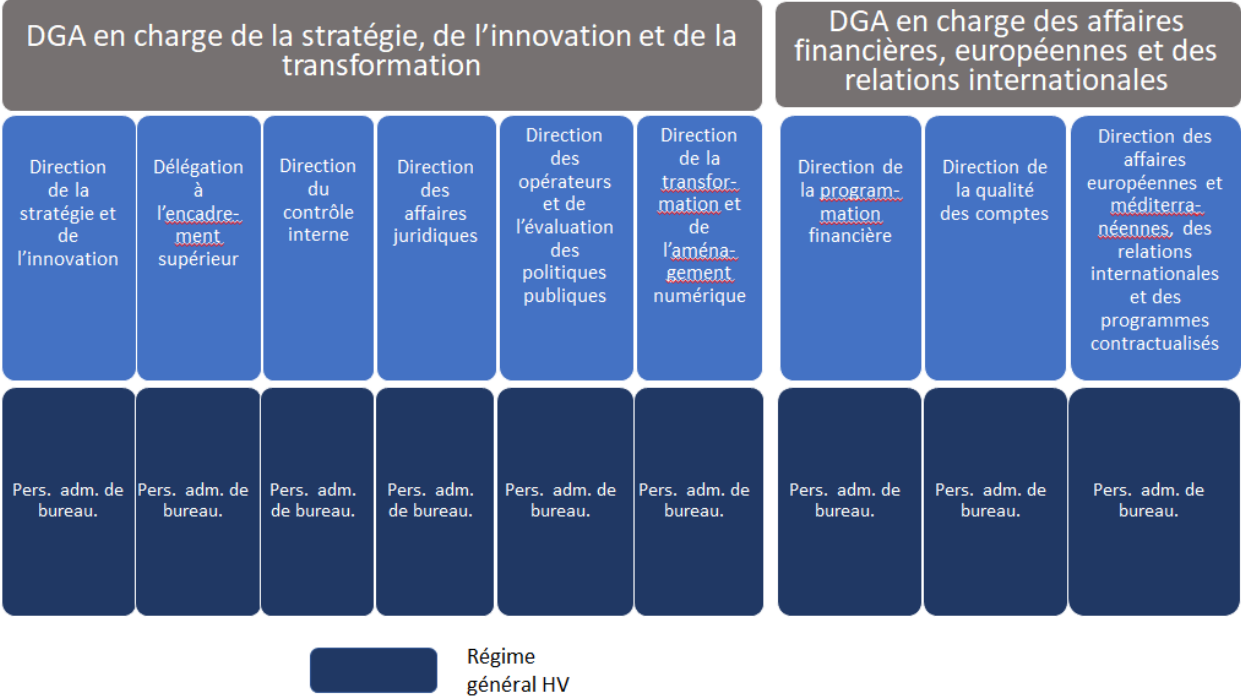 DGA en charge de la stratégie, de l'innovation et de la
transformation
DGA en charge des affaires
financières, européennes et des
relations internationales
Direction
de la
stratégie et
de
l'innovation
Délégation
à
l'encadre-
ment
supérieur
Direction
du
contrôle
interne
Direction
des
affaires
juridiques
Direction
des
opérateurs
et de
l'évaluation
des
politiques
publiques
Direction
de la
transfor-
mation et
de
l'aména-
gement
numérique
Direction de
la program-
mation
financière
Direction de
la qualité
des comptes
Direction des
affaires
européennes et
méditerra-
néennes, des
relations
internationales
et des
programmes
contractualisés
Pers. adm. de
bureau.
Pers. adm. de
bureau.
Pers. adm.
de bureau.
Pers. adm.
de bureau.
Pers. adm. de
bureau.
Pers. adm. de
bureau.
Pers. adm. de
bureau.
Pers. adm. de
bureau.
Pers. adm. de
bureau.
Régime
général HV